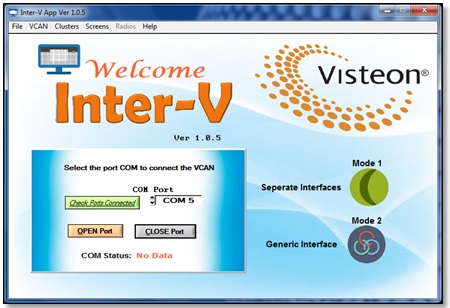 Inter-V App Ver 1.0.5
File VCAN Clusters Screens Radios Help
Welcome
Inter-V
Ver 1.0.5
Visteon®
Select the port COM to connect the VCAN
COM Port
Check Ports Connected COM 5
OPEN Port CLOSE Port
COM Status: No Data
Mode 1
Seperate Interfaces
Mode 2
Generic Interface